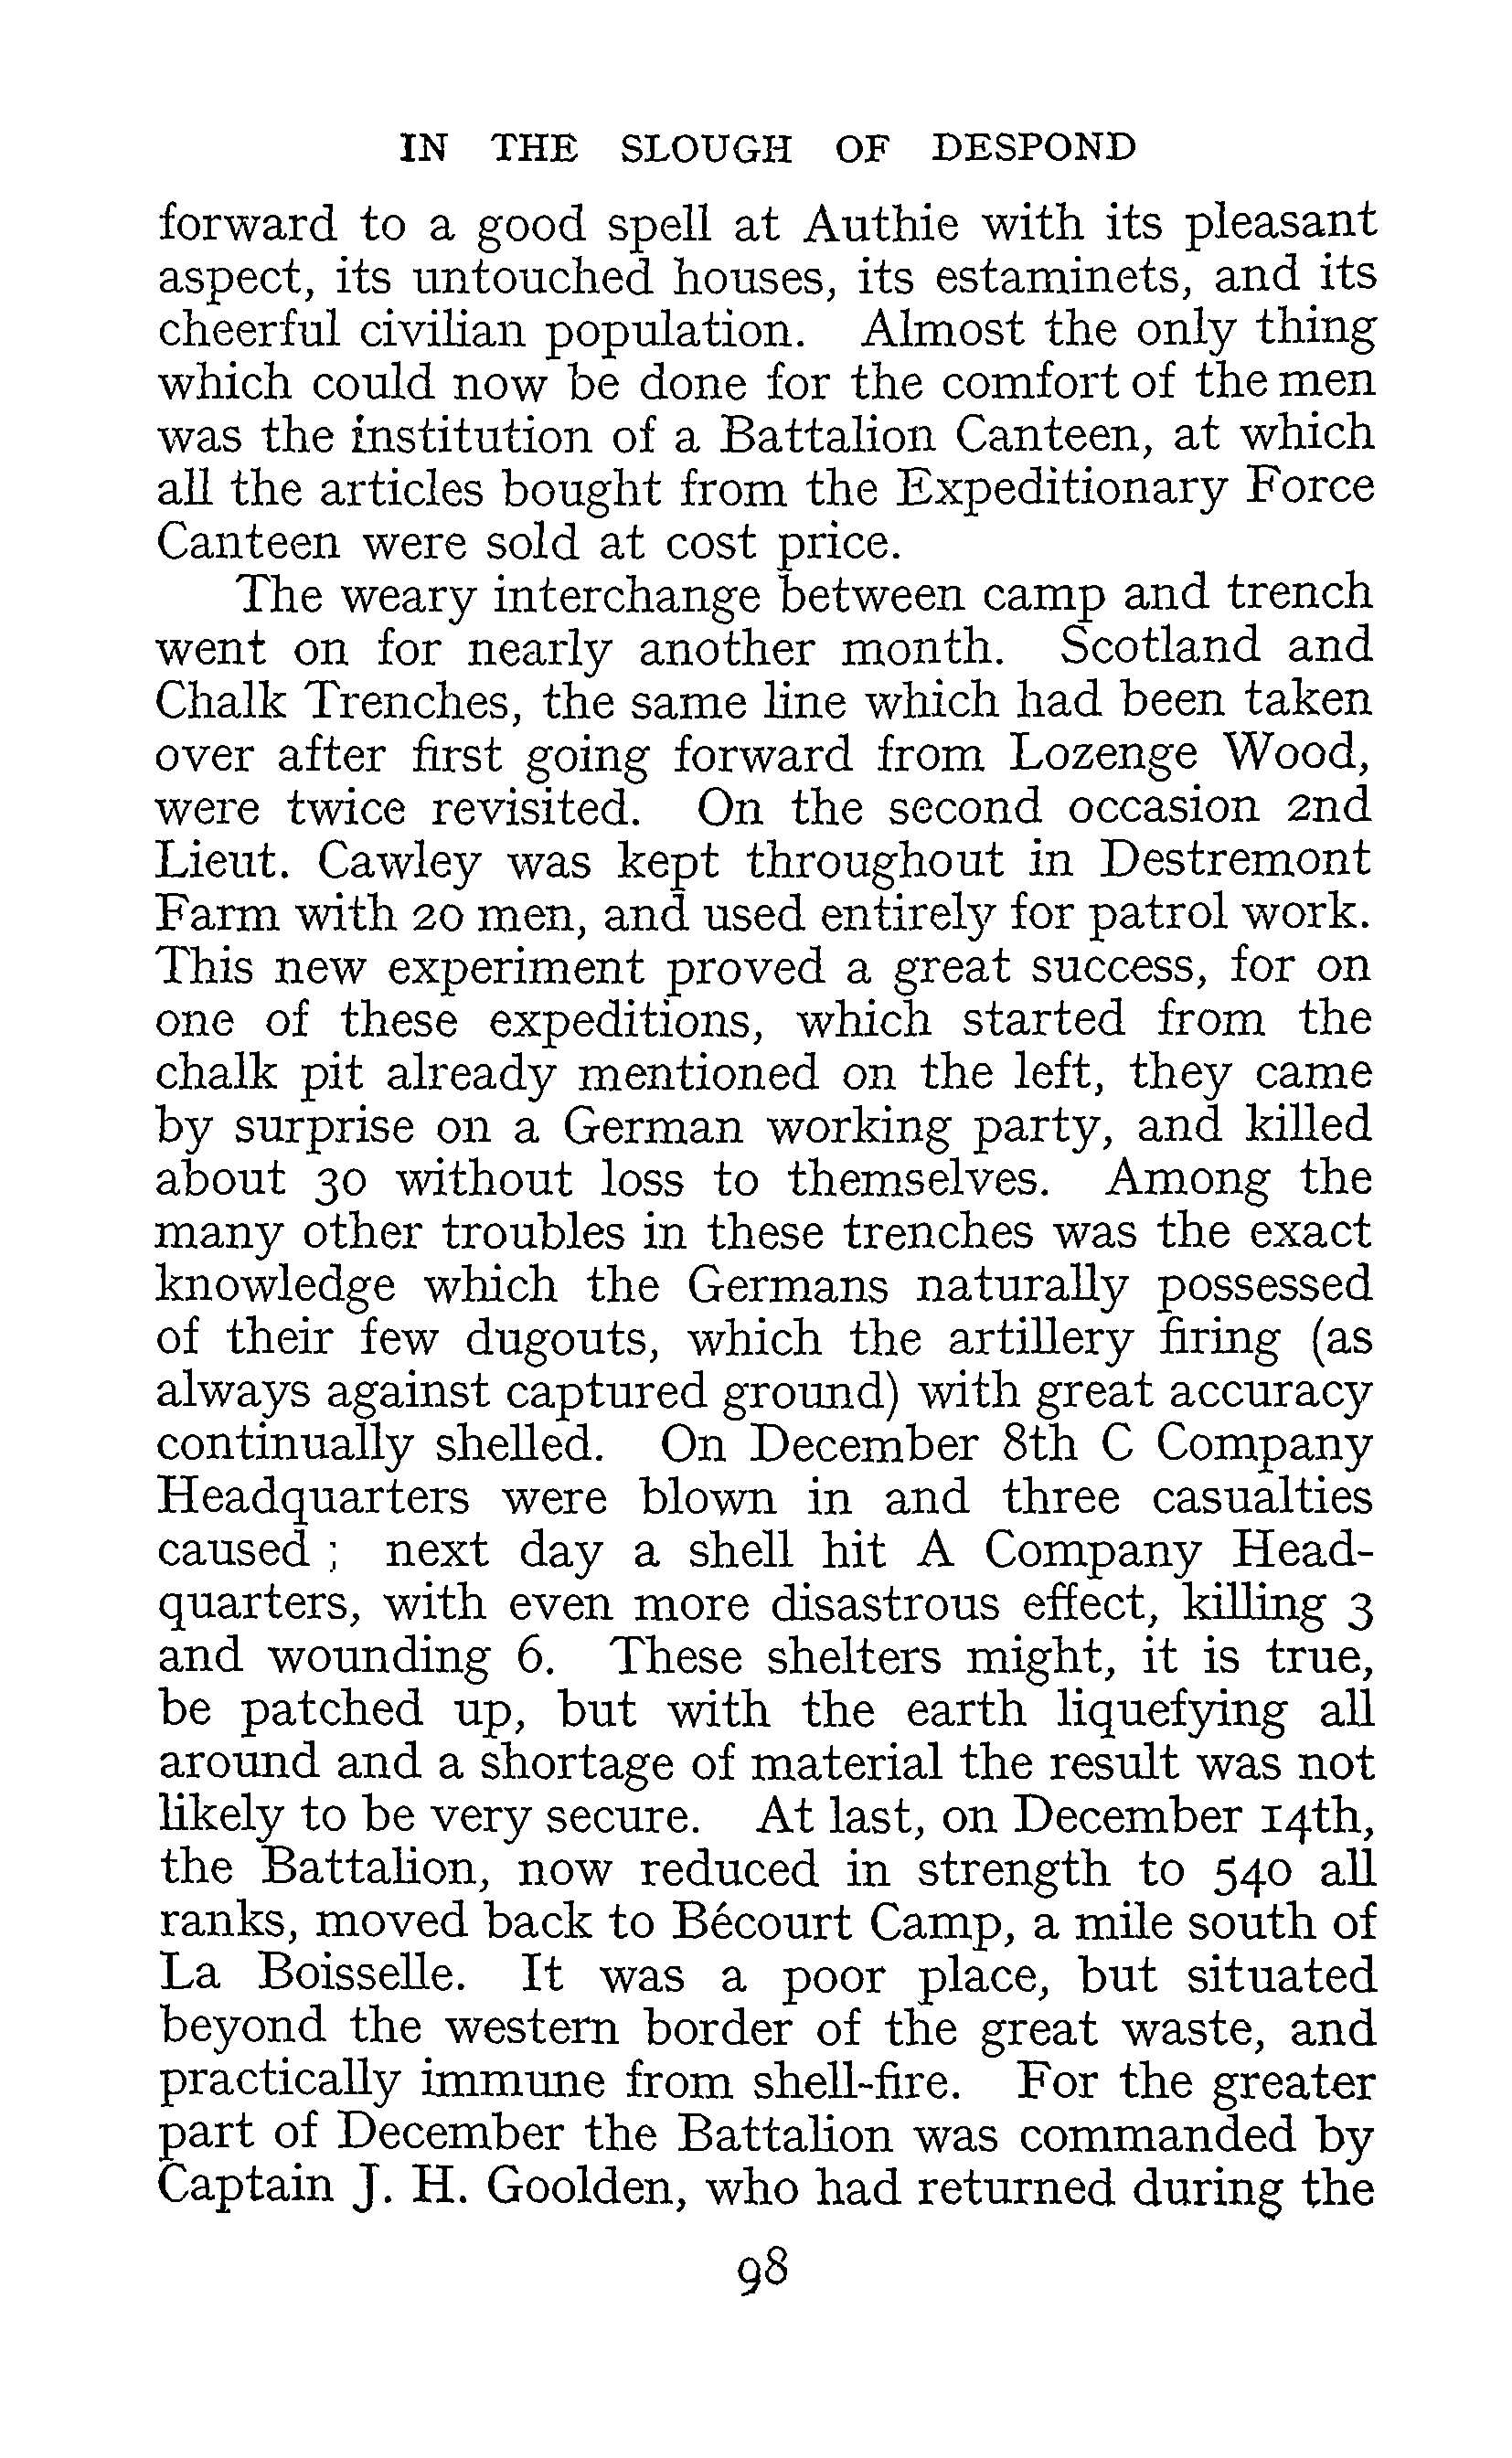 IN THE SLOUGH OF DESPOND
forward to a good spell at Authie with its pleasant
aspect, its untouched houses, its estaminets, and its
cheerful civilian population. Almost the only thing
which could now be done for the comfort of the men
was the institution of a Battalion Canteen, at which
all the articles bought from the Expeditionary Force
Canteen were sold at cost price.
The weary interchange between camp and trench
went on for nearly another month. Scotland and
Chalk Trenches, the same line which had been taken
over after first going forward from Lozenge Wood,
were twice revisited. On the second occasion 2nd
Lieut. Cawley was kept throughout in Destremont
Farm with 20 men, and used entirely for patrol work.
This new experiment proved a great success, for on
one of these expeditions, which started from the
chalk pit already mentioned on the left, they came
by surprise on a German working party, and killed
about 30 without loss to themselves. Among the
many other troubles in these trenches was the exact
knowledge which the Germans naturally possessed
of their few dugouts, which the artillery firing (as
always against captured ground) with great accuracy
continually shelled. On December 8th C Company
Headquarters were blown in and three casualties
caused ; next day a shell hit A Company Head-
quarters, with even more disastrous effect, killing 3
and wounding 6. These shelters might, it is true,
be patched up, but with the earth liquefying all
around and a shortage of material the result was not
likely to be very secure. At last, on December 14th,
the Battalion, now reduced in strength to 540 all
ranks, moved back to Bécourt Camp, a mile south of
La Boisselle. It was a poor place, but situated
beyond the western border of the great waste, and
practically immune from shell-fire. For the greater
part of December the Battalion was commanded by
Captain J. H. Goolden, who had returned during the
98